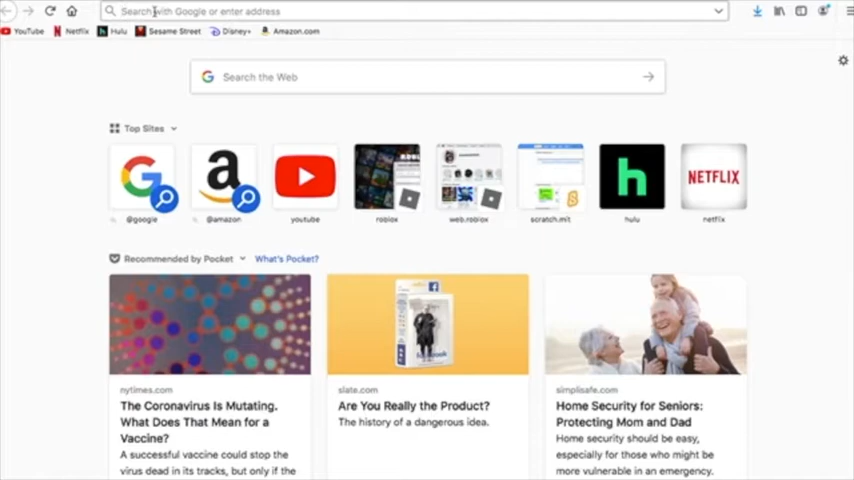 Search with Google or enter address
YouTube Netflix Hulu Sesame Street Disney+ Amazon.com
Search the Web
Top Sites
@google @amazon youtube roblox web.roblox scratch.mit hulu netflix
NETFLIX
Recommended by Pocket What's Pocket?
nytimes.com
The Coronavirus Is Mutating.
What Does That Mean for a
Vaccine?
A successful vaccine could stop the
virus dead in its tracks, but only if the
slate.com
Are You Really the Product?
The history of a dangerous idea.
simplisafe.com
Home Security for Seniors:
Protecting Mom and Dad
Home security should be easy,
especially for those who might be
more vulnerable in an emergency.